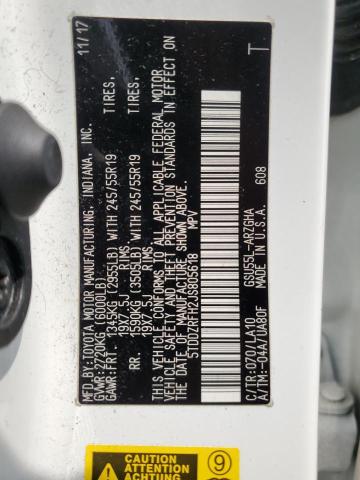 MFD.BY:TOYOTA MOTOR MANUFACTURING, INDIANA, INC. 11/17
GVWR:2720KG (6000LB)
GAWR:FRT. 1345KG (2965LB) WITH 245/55R19 TIRES,
19X7.5J RIMS
RR. 1590KG (3505LB) WITH 245/55R19 TIRES,
19X7.5J RIMS
THIS VEHICLE CONFORMS TO ALL APPLICABLE FEDERAL MOTOR
VEHICLE SAFETY AND THEFT PREVENTION STANDARDS IN EFFECT ON
THE DATE OF MANUFACTURE SHOWN ABOVE.
5TDDZRFH2JS805618 MPV
T
C/TR:070/LA10 GSU55L-ARZGHA
A/TM:-04A/UA80F MADE IN U.S.A. 608
CAUTION
ACHTUNG
ATTENTION
9